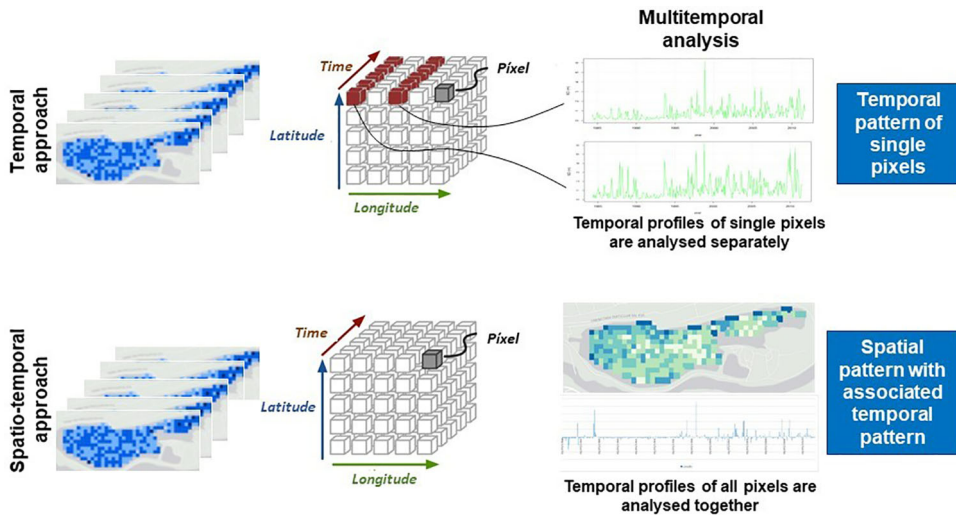 Multitemporal
analysis
Temporal
approach
Time
Píxel
Latitude
Longitude
Temporal profiles of single pixels
are analysed separately
Temporal
pattern of
single
pixels
Spatio-temporal
approach
Time
Píxel
Latitude
Longitude
Temporal profiles of all pixels are
analysed together
Spatial
pattern with
associated
temporal
pattern